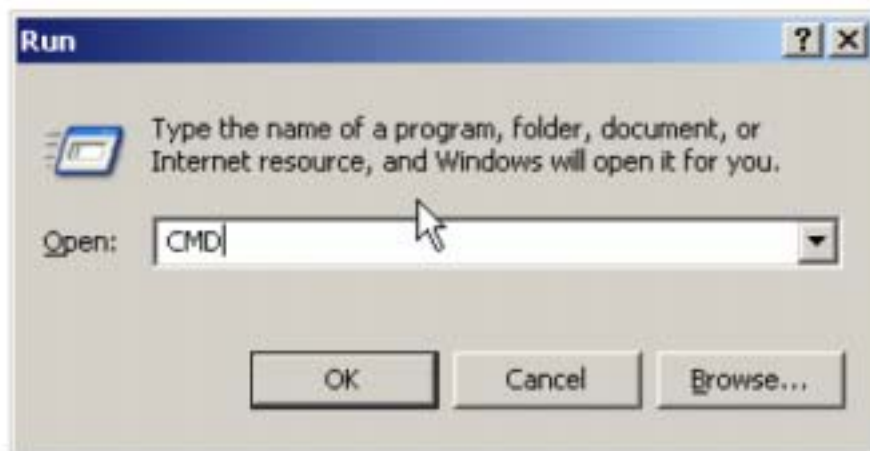 Run
Type the name of a program, folder, document, or
Internet resource, and Windows will open it for you.
Open:
CMD
OK
Cancel
Browse...